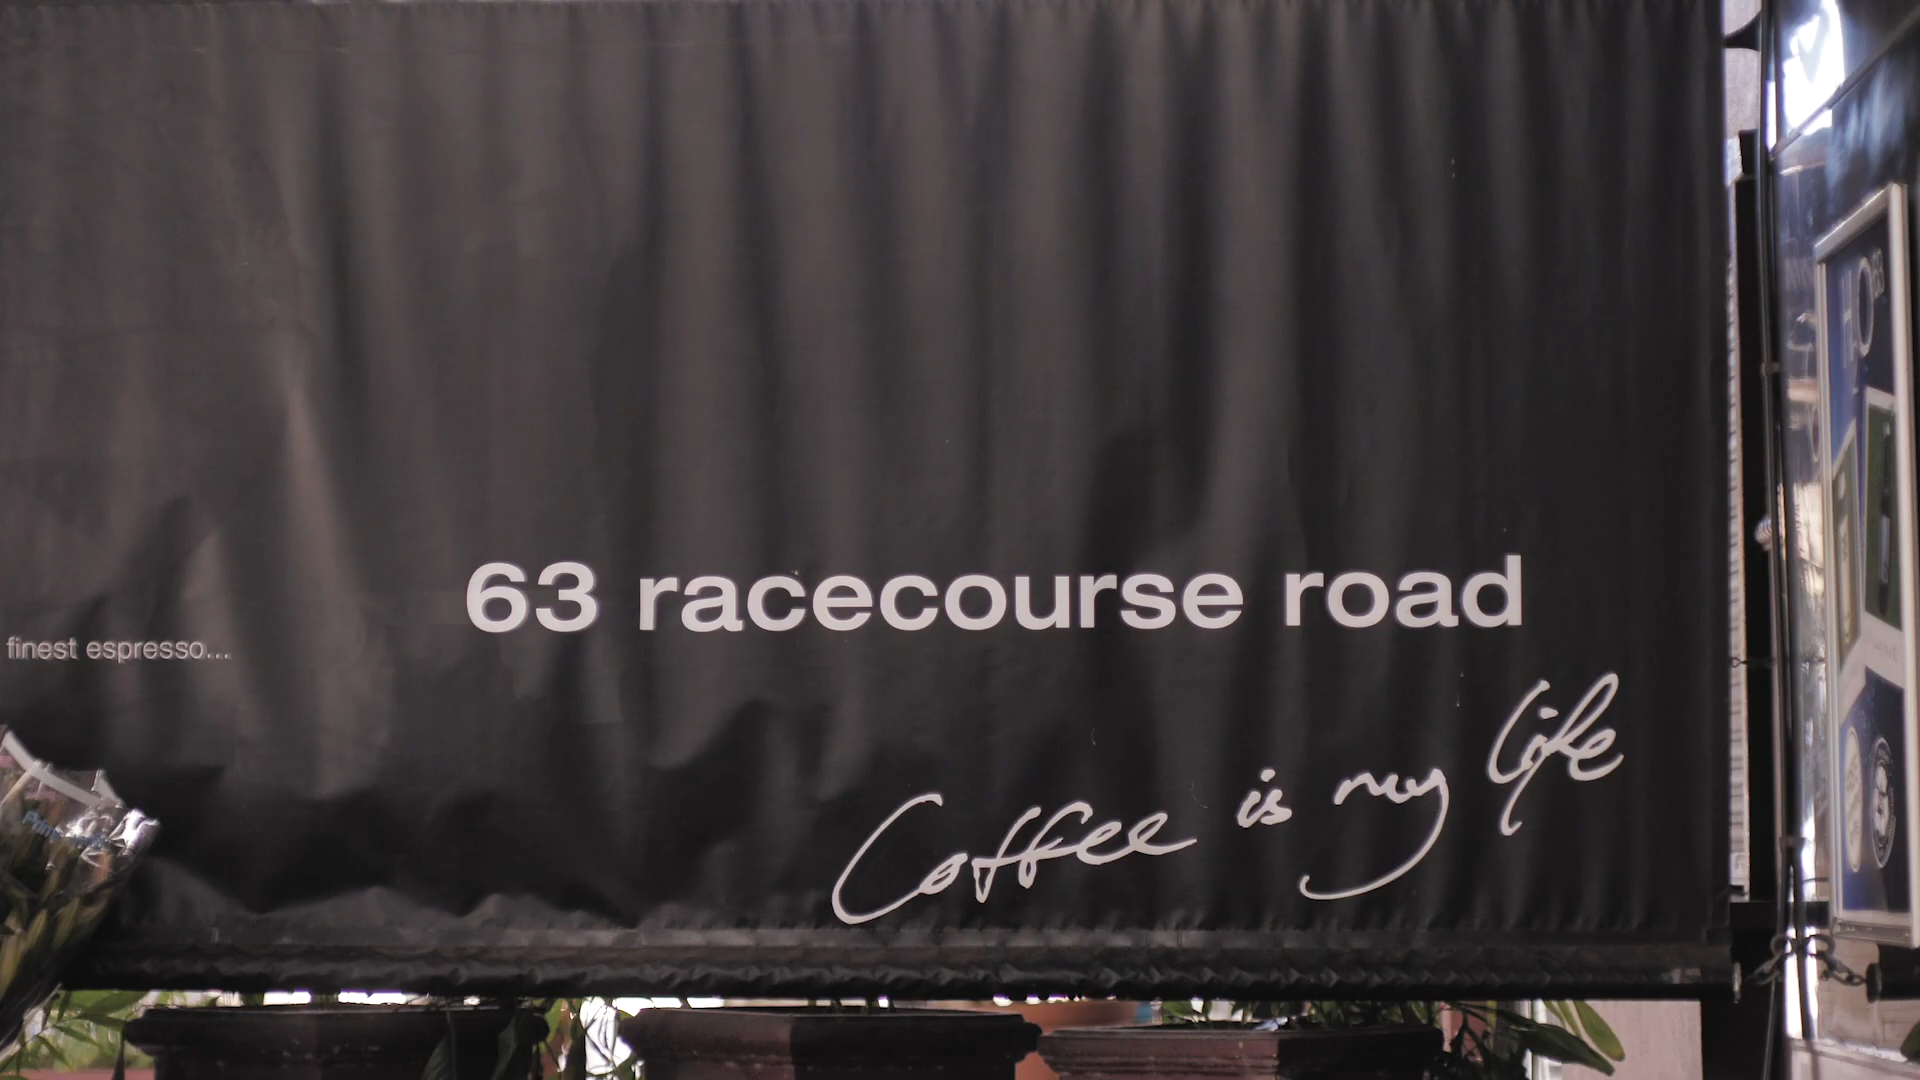 63 racecourse road
finest espresso...
Coffee is my life